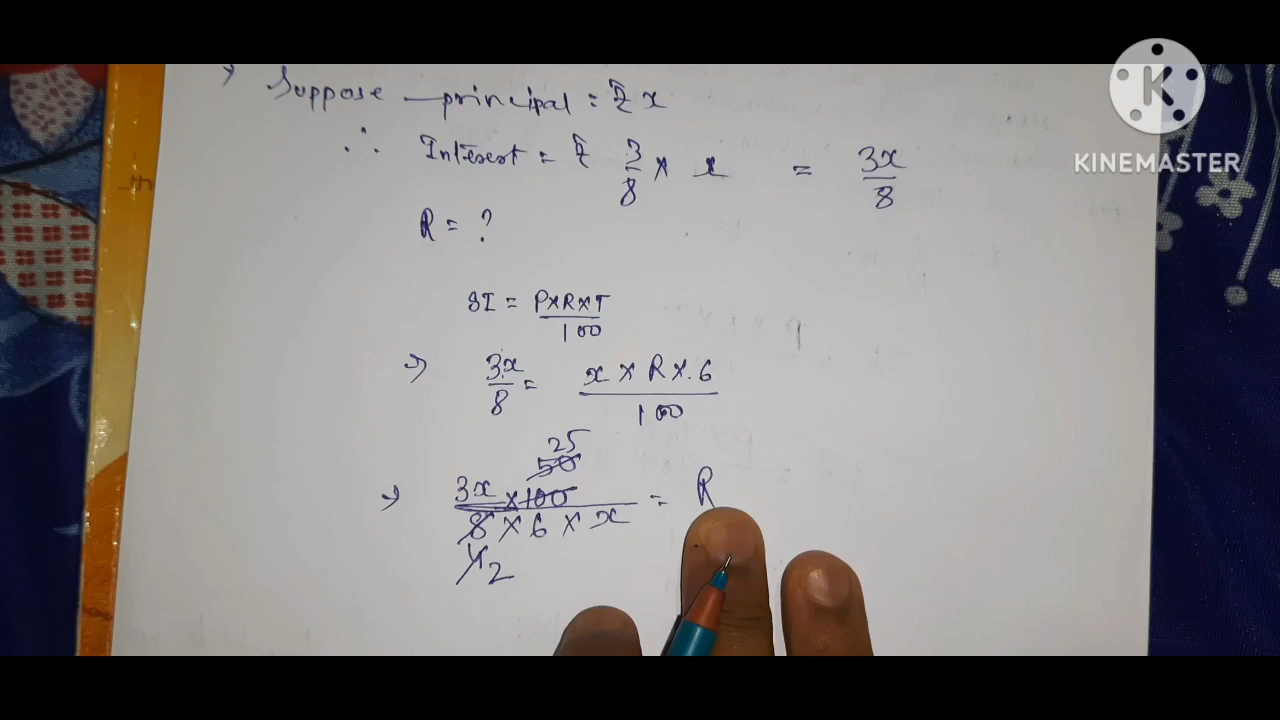 Suppose principal = ₹ x
∴ Interest = ₹ 3/8 × x = 3x/8
R = ?
SI = P×R×T/100
⇒ 3x/8 = x × R × 6/100
25
50
⇒ 3x × 100/8 × 6 × x = R
4 2
KINEMASTER